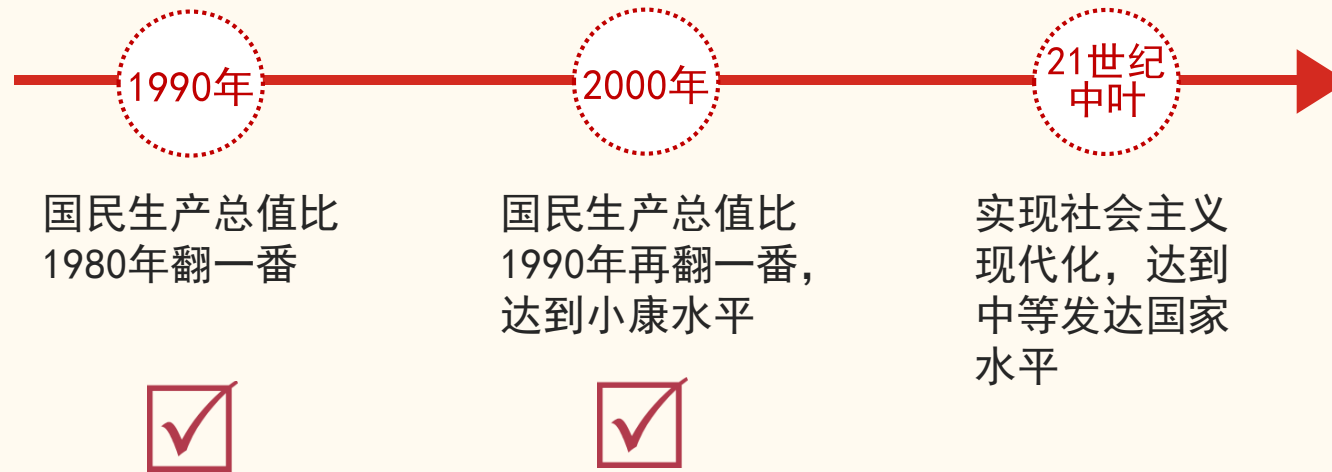 1990年
2000年
21世纪
中叶
国民生产总值比
1980年翻一番
国民生产总值比
1990年再翻一番，
达到小康水平
实现社会主义
现代化，达到
中等发达国家
水平